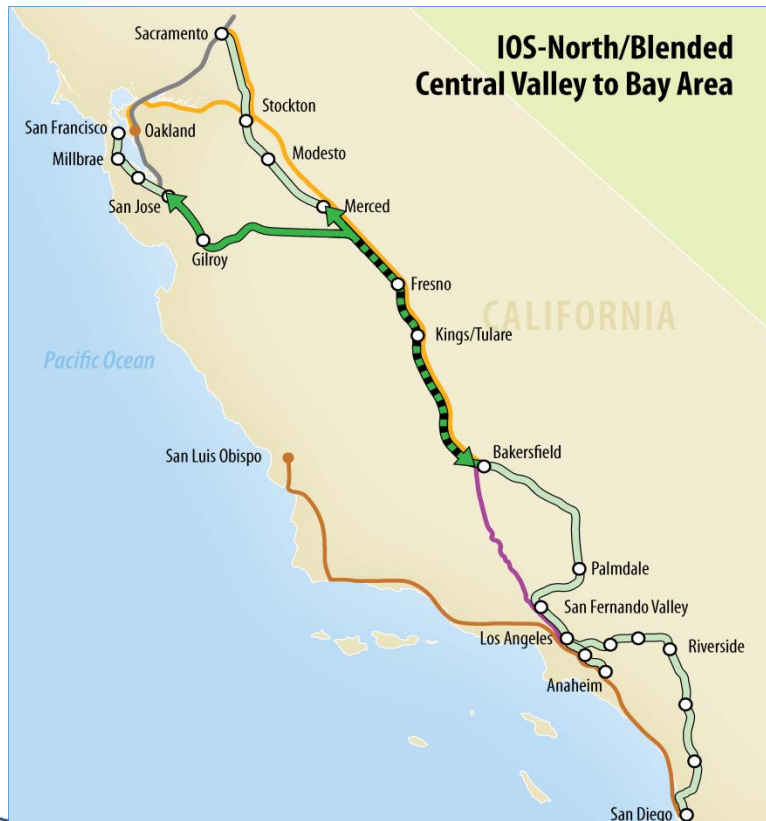 IOS-North/Blended
Central Valley to Bay Area
Sacramento
Stockton
San Francisco
Oakland
Modesto
Millbrae
San Jose
Merced
Gilroy
Fresno
CALIFORNIA
Kings/Tulare
Pacific Ocean
San Luis Obispo
Bakersfield
Palmdale
San Fernando Valley
Los Angeles
Riverside
Anaheim
San Diego